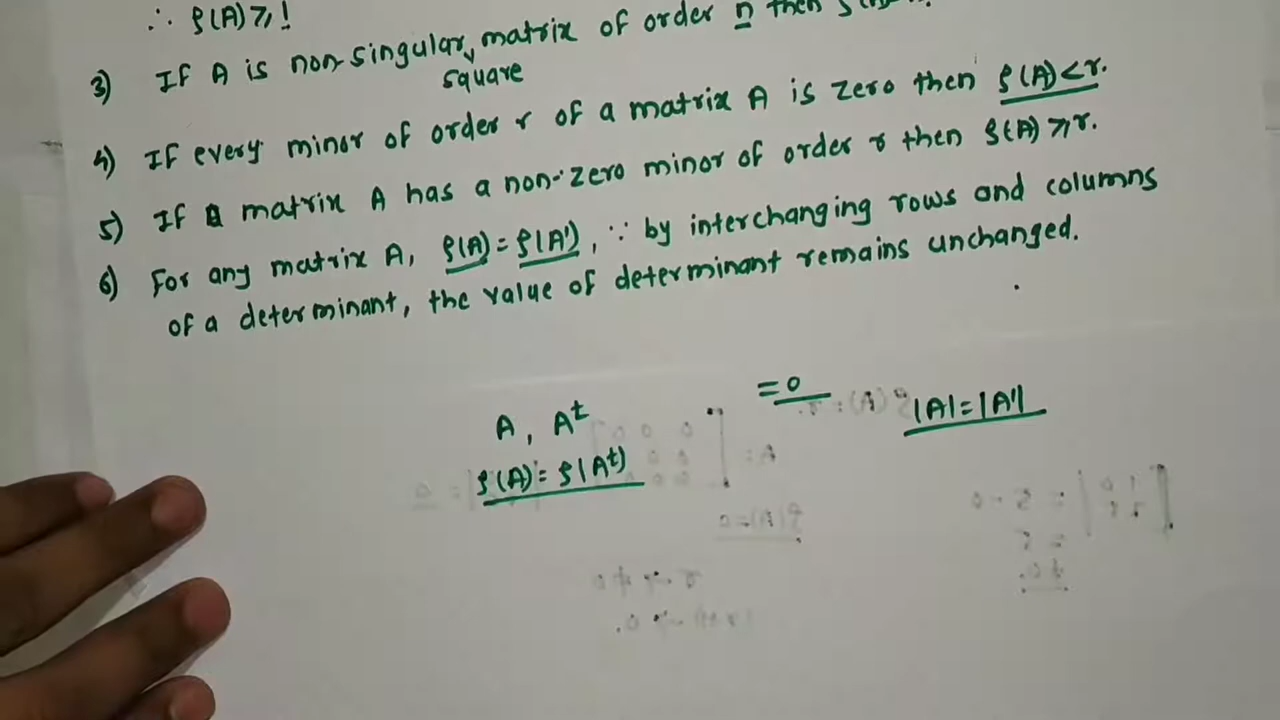 ∴ ρ(A) ≥ 1
3) If A is non-singular square matrix of order n then
4) If every minor of order r of a matrix A is zero then ρ(A) < r.
5) If a matrix A has a non-zero minor of order r then ρ(A) ≥ r.
6) For any matrix A, ρ(A) = ρ(A'), ∵ by interchanging rows and columns
of a determinant, the value of determinant remains unchanged.
= 0
|A| = |A'|
A, Aᵗ
ρ(A) = ρ(Aᵗ)